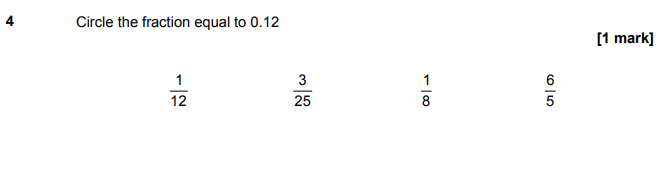 4 Circle the fraction equal to 0.12
[1 mark]
1/12 3/25 1/8 6/5